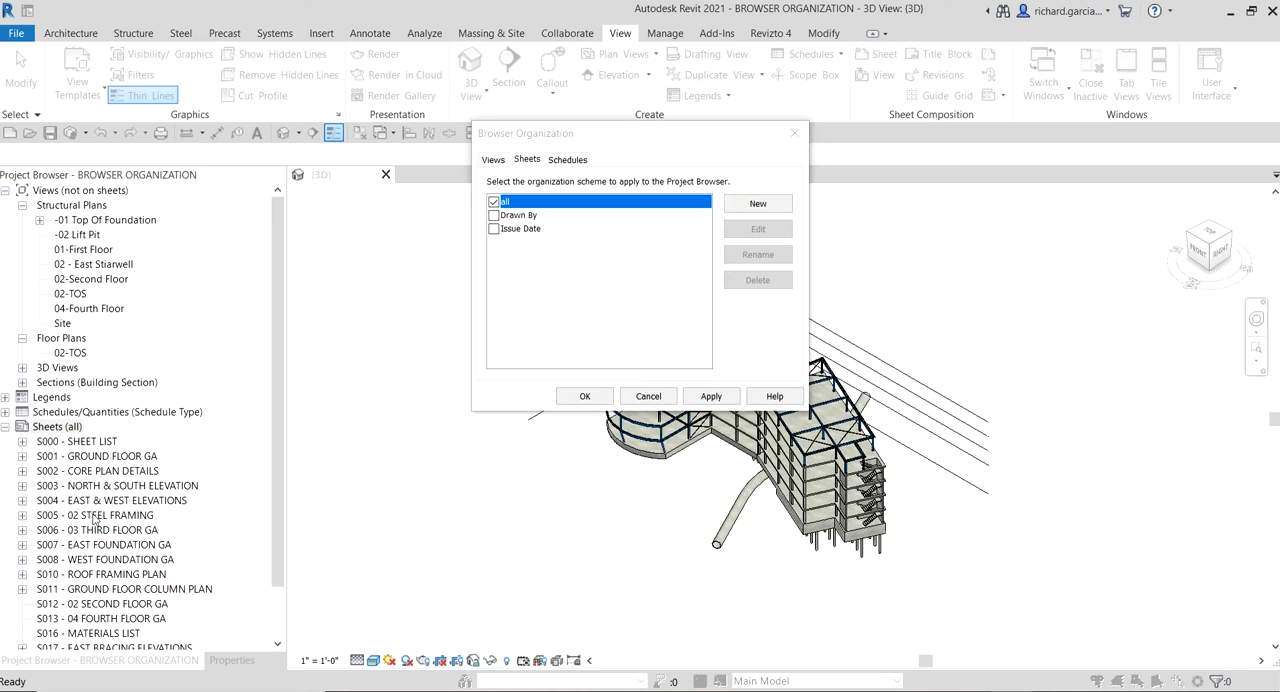 Autodesk Revit 2021 - BROWSER ORGANIZATION - 3D View: {3D}
richard.garcia...
File Architecture Structure Steel Precast Systems Insert Annotate Analyze Massing & Site Collaborate View Manage Add-Ins Revizto 4 Modify
Modify
View
Templates
Visibility/ Graphics
Filters
Thin Lines
Show Hidden Lines
Remove Hidden Lines
Cut Profile
Render
Render in Cloud
Render Gallery
3D
View
Section
Callout
Plan Views
Elevation
Drafting View
Duplicate View
Legends
Schedules
Scope Box
Sheet
View
Title Block
Revisions
Guide Grid
Switch
Windows
Close
Inactive
Tab
Views
Tile
Views
User
Interface
Select Graphics Presentation Create Sheet Composition Windows
Project Browser - BROWSER ORGANIZATION
{3D}
Views (not on sheets)
Structural Plans
-01 Top Of Foundation
-02 Lift Pit
01-First Floor
02 - East Stiarwell
02-Second Floor
02-TOS
04-Fourth Floor
Site
Floor Plans
02-TOS
3D Views
Sections (Building Section)
Legends
Schedules/Quantities (Schedule Type)
Sheets (all)
S000 - SHEET LIST
S001 - GROUND FLOOR GA
S002 - CORE PLAN DETAILS
S003 - NORTH & SOUTH ELEVATION
S004 - EAST & WEST ELEVATIONS
S005 - 02 STEEL FRAMING
S006 - 03 THIRD FLOOR GA
S007 - EAST FOUNDATION GA
S008 - WEST FOUNDATION GA
S010 - ROOF FRAMING PLAN
S011 - GROUND FLOOR COLUMN PLAN
S012 - 02 SECOND FLOOR GA
S013 - 04 FOURTH FLOOR GA
S016 - MATERIALS LIST
S017 - EAST BRACING ELEVATIONS
Browser Organization
Views Sheets Schedules
Select the organization scheme to apply to the Project Browser.
all
Drawn By
Issue Date
New
Edit
Rename
Delete
OK Cancel Apply Help
TOP
FRONT
RIGHT
Project Browser - BROWSER ORGANIZATION Properties
1" = 1'-0"
Ready
:0
Main Model
:0